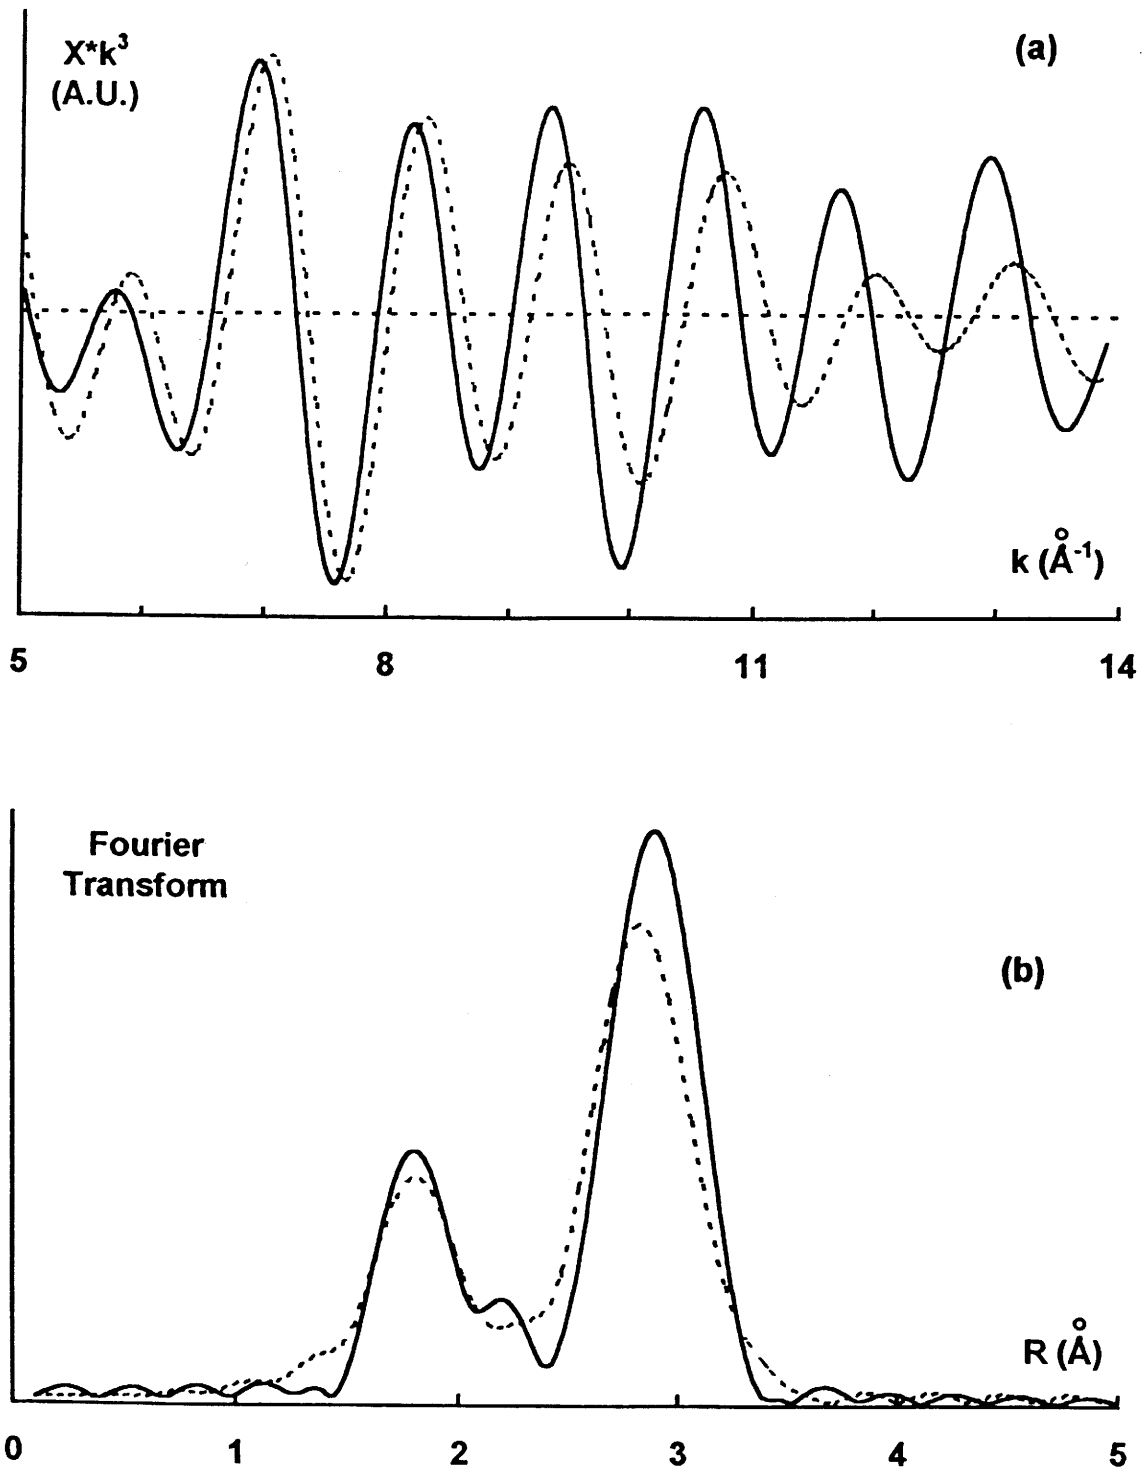 X*k³
(A.U.)
(a)
k (Å⁻¹)
5 8 11 14
Fourier
Transform
(b)
R (Å)
0 1 2 3 4 5